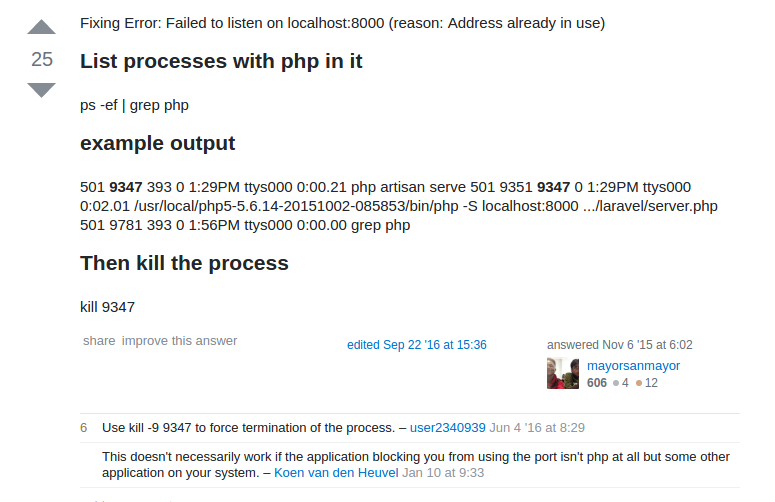 Fixing Error: Failed to listen on localhost:8000 (reason: Address already in use)
25
List processes with php in it
ps -ef | grep php
example output
501 9347 393 0 1:29PM ttys000 0:00.21 php artisan serve 501 9351 9347 0 1:29PM ttys000
0:02.01 /usr/local/php5-5.6.14-20151002-085853/bin/php -S localhost:8000 .../laravel/server.php
501 9781 393 0 1:56PM ttys000 0:00.00 grep php
Then kill the process
kill 9347
share improve this answer
edited Sep 22 '16 at 15:36
answered Nov 6 '15 at 6:02
mayorsanmayor
606 ●4 ●12
6 Use kill -9 9347 to force termination of the process. – user2340939 Jun 4 '16 at 8:29
This doesn't necessarily work if the application blocking you from using the port isn't php at all but some other
application on your system. – Koen van den Heuvel Jan 10 at 9:33